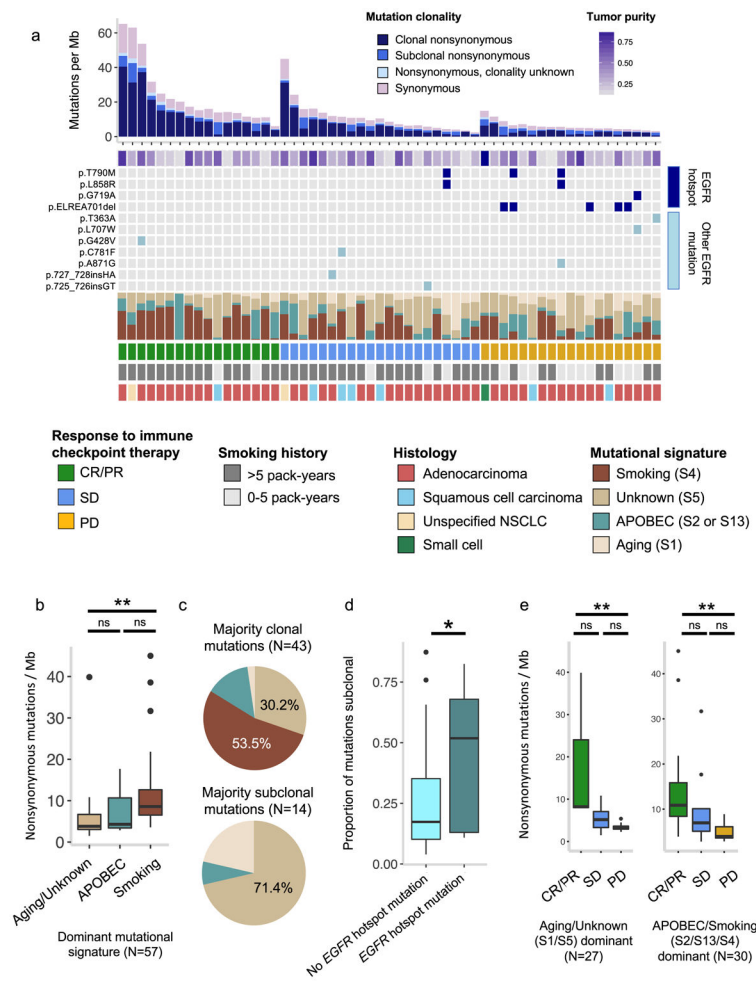 a
Mutations per Mb
60
40
20
0
Mutation clonality
Clonal nonsynonymous
Subclonal nonsynonymous
Nonsynonymous, clonality unknown
Synonymous
Tumor purity
0.75
0.50
0.25
p.T790M
p.L858R
p.G719A
p.ELREA701del
p.T363A
p.L707W
p.G428V
p.C781F
p.A871G
p.727_728insHA
p.725_726insGT
EGFR
hotspot
Other EGFR
mutation
Response to immune
checkpoint therapy
CR/PR
SD
PD
Smoking history
>5 pack-years
0-5 pack-years
Histology
Adenocarcinoma
Squamous cell carcinoma
Unspecified NSCLC
Small cell
Mutational signature
Smoking (S4)
Unknown (S5)
APOBEC (S2 or S13)
Aging (S1)
b
**
ns
ns
Nonsynonymous mutations / Mb
40
30
20
10
0
Aging/Unknown
APOBEC
Smoking
Dominant mutational
signature (N=57)
c
Majority clonal
mutations (N=43)
30.2%
53.5%
Majority subclonal
mutations (N=14)
71.4%
d
*
Proportion of mutations subclonal
0.75
0.50
0.25
0.00
No EGFR hotspot mutation
EGFR hotspot mutation
e
**
ns
ns
Nonsynonymous mutations / Mb
40
30
20
10
0
CR/PR
SD
PD
Aging/Unknown
(S1/S5) dominant
(N=27)
**
ns
ns
40
30
20
10
CR/PR
SD
PD
APOBEC/Smoking
(S2/S13/S4)
dominant (N=30)